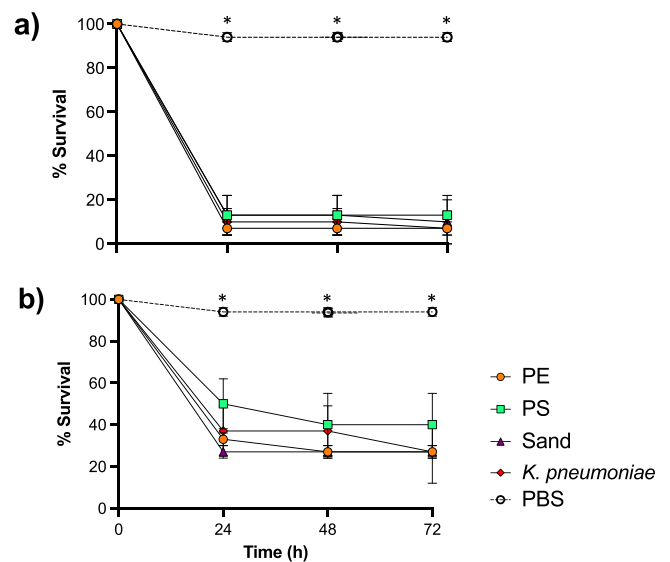 a)
% Survival
100
80
60
40
20
0
* * *
b)
% Survival
100
80
60
40
20
0
* * *
0 24 48 72
Time (h)
PE
PS
Sand
K. pneumoniae
PBS